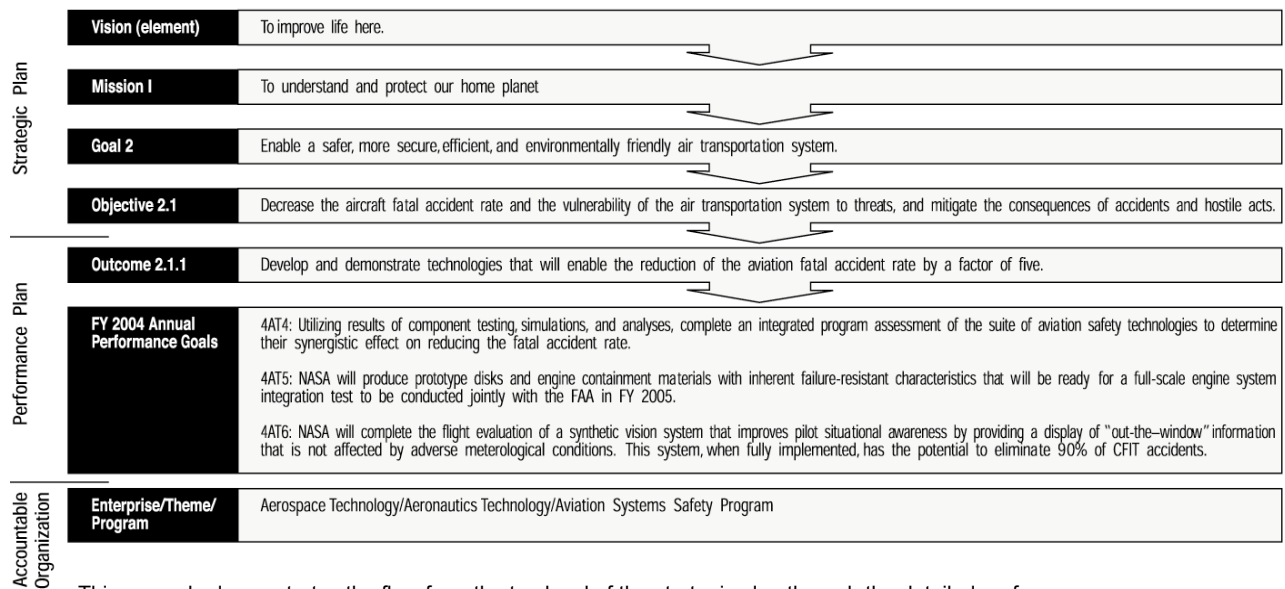 Strategic Plan
Vision (element)
To improve life here.
Mission I
To understand and protect our home planet
Goal 2
Enable a safer, more secure, efficient, and environmentally friendly air transportation system.
Objective 2.1
Decrease the aircraft fatal accident rate and the vulnerability of the air transportation system to threats, and mitigate the consequences of accidents and hostile acts.
Performance Plan
Outcome 2.1.1
Develop and demonstrate technologies that will enable the reduction of the aviation fatal accident rate by a factor of five.
FY 2004 Annual
Performance Goals
4AT4: Utilizing results of component testing, simulations, and analyses, complete an integrated program assessment of the suite of aviation safety technologies to determine
their synergistic effect on reducing the fatal accident rate.
4AT5: NASA will produce prototype disks and engine containment materials with inherent failure-resistant characteristics that will be ready for a full-scale engine system
integration test to be conducted jointly with the FAA in FY 2005.
4AT6: NASA will complete the flight evaluation of a synthetic vision system that improves pilot situational awareness by providing a display of "out-the–window" information
that is not affected by adverse meterological conditions. This system, when fully implemented, has the potential to eliminate 90% of CFIT accidents.
Accountable
Organization
Enterprise/Theme/
Program
Aerospace Technology/Aeronautics Technology/Aviation Systems Safety Program